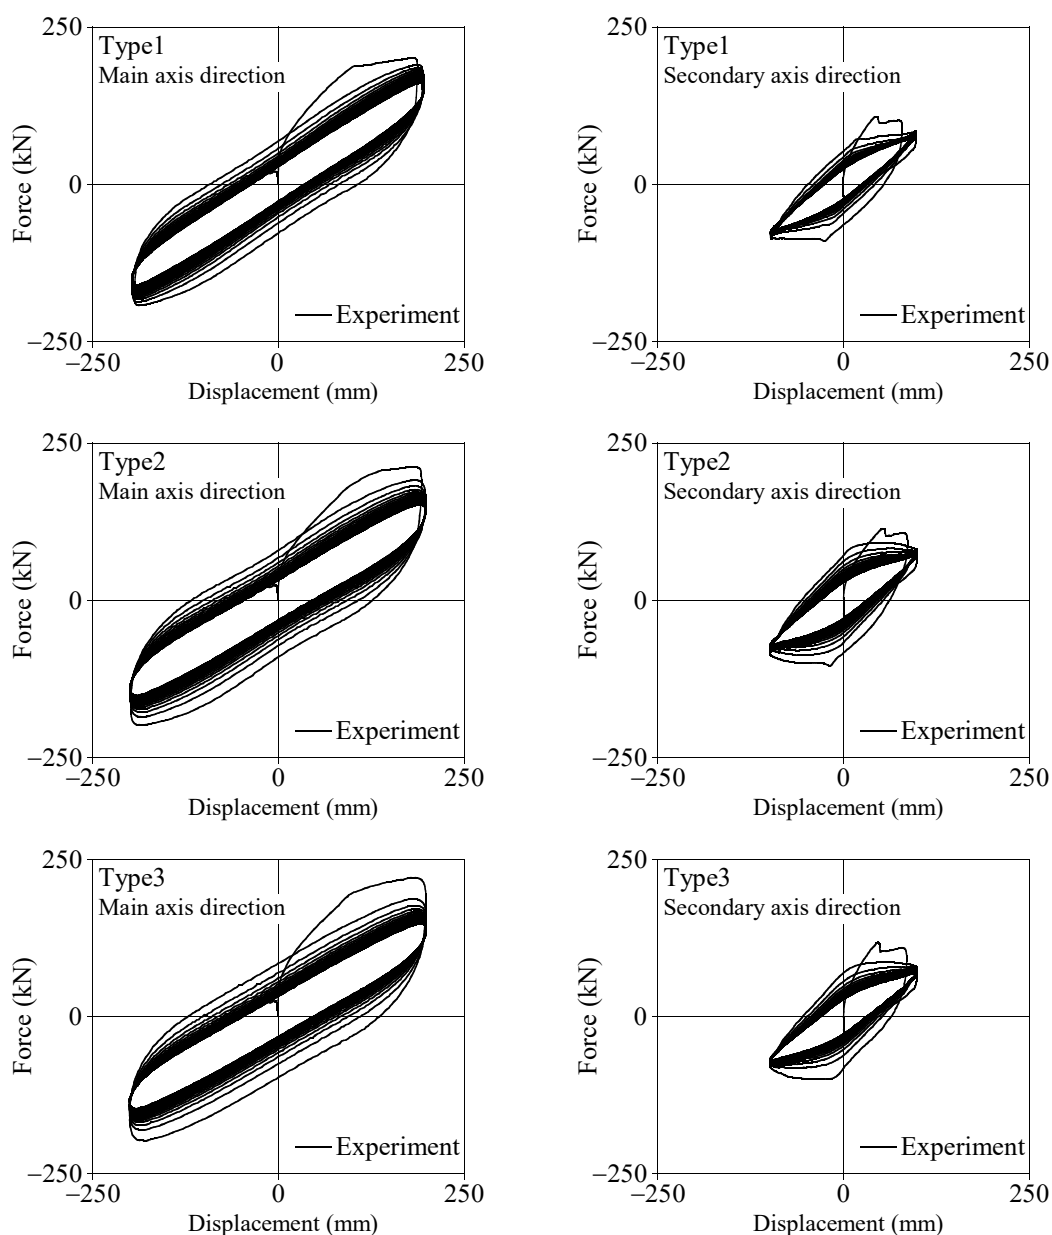 250
Type1
Main axis direction
Force (kN)
0
Experiment
–250
–250
0
250
Displacement (mm)
250
Type1
Secondary axis direction
Force (kN)
0
Experiment
–250
–250
0
250
Displacement (mm)
250
Type2
Main axis direction
Force (kN)
0
Experiment
–250
–250
0
250
Displacement (mm)
250
Type2
Secondary axis direction
Force (kN)
0
Experiment
–250
–250
0
250
Displacement (mm)
250
Type3
Main axis direction
Force (kN)
0
Experiment
–250
–250
0
250
Displacement (mm)
250
Type3
Secondary axis direction
Force (kN)
0
Experiment
–250
–250
0
250
Displacement (mm)